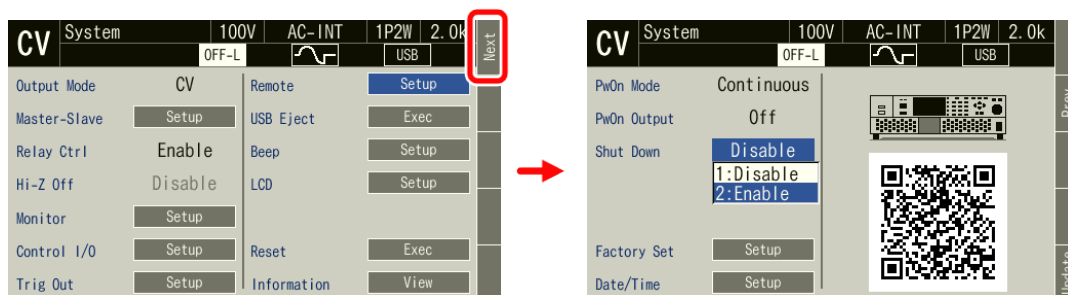 CV System 100V AC-INT 1P2W 2.0k Next
OFF-L USB
Output Mode CV Remote Setup
Master-Slave Setup USB Eject Exec
Relay Ctrl Enable Beep Setup
Hi-Z Off Disable LCD Setup
Monitor Setup
Control I/O Setup Reset Exec
Trig Out Setup Information View
CV System 100V AC-INT 1P2W 2.0k
OFF-L USB
PwOn Mode Continuous
PwOn Output Off
Shut Down Disable
1:Disable
2:Enable
Factory Set Setup
Date/Time Setup